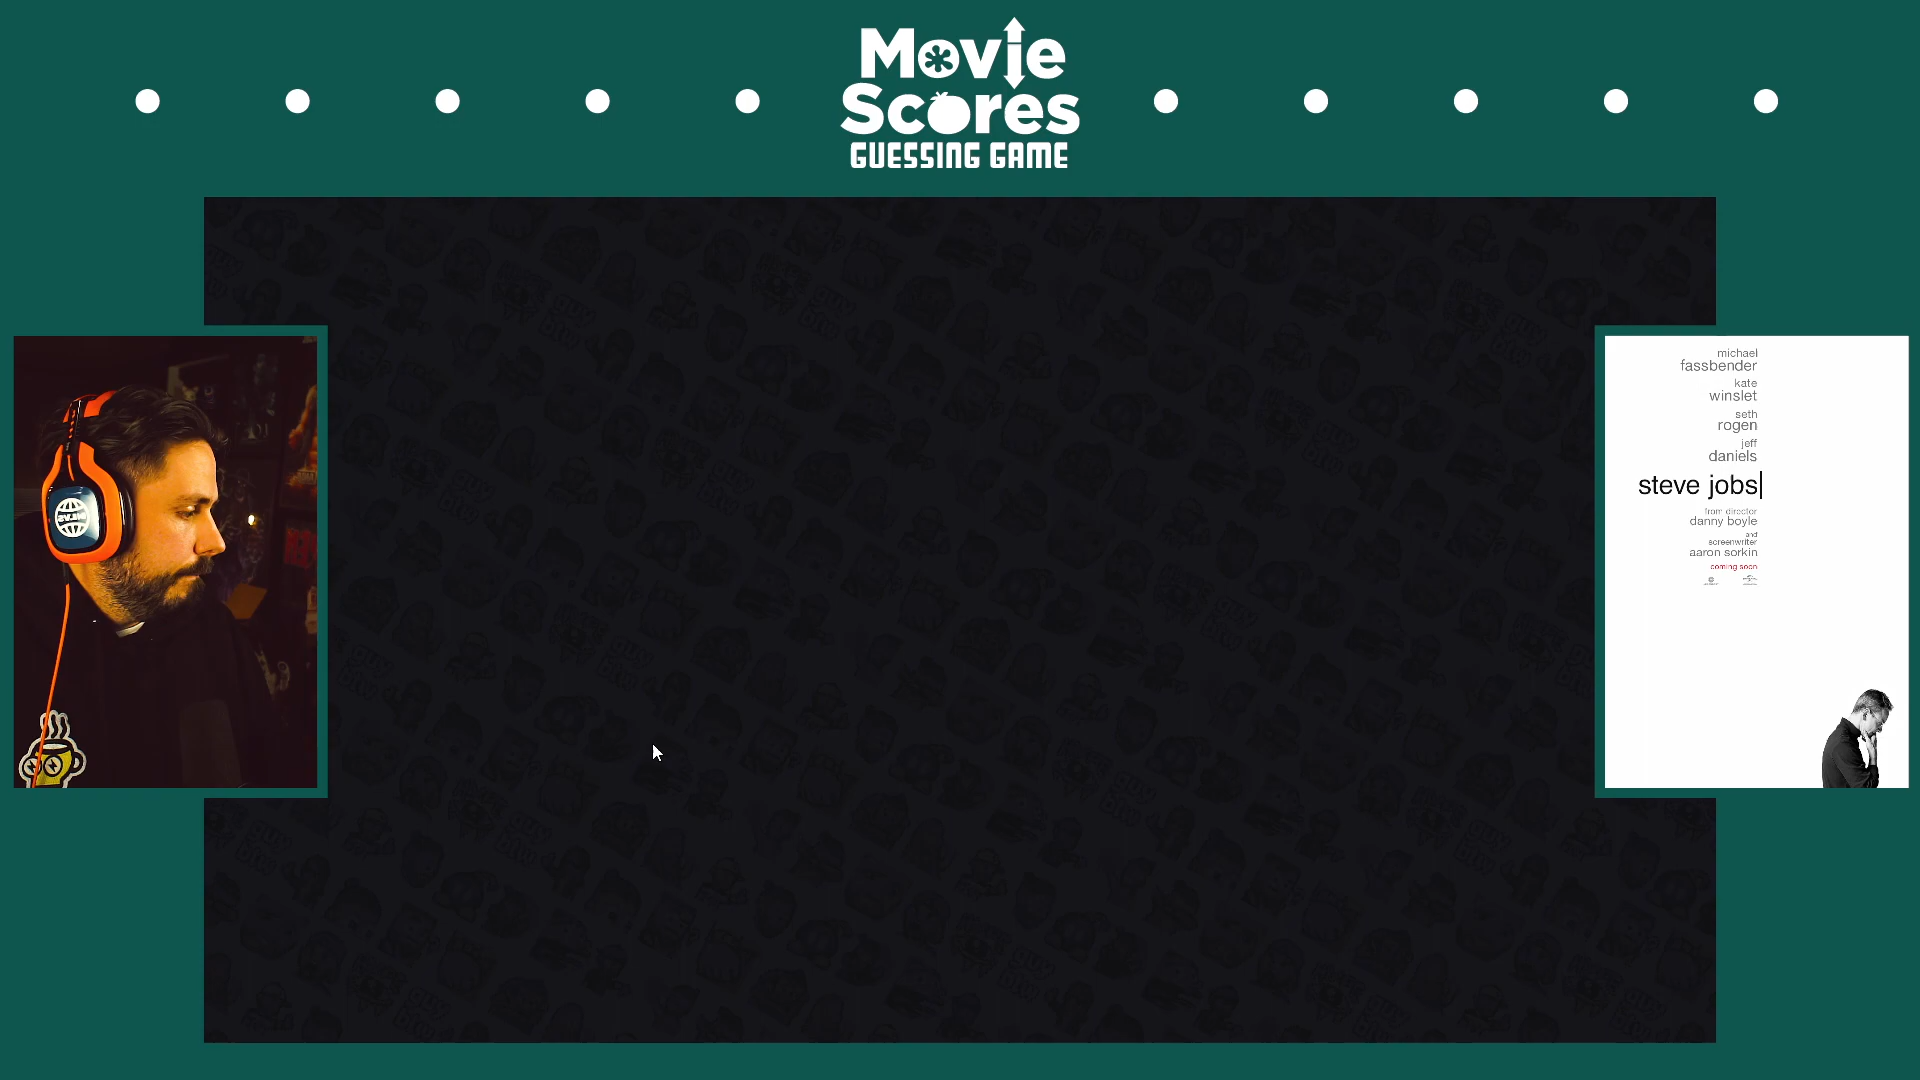 Movie
Scores
GUESSING GAME
michael
fassbender
kate
winslet
seth
rogen
jeff
daniels
steve jobs
from director
danny boyle
and
screenwriter
aaron sorkin
coming soon